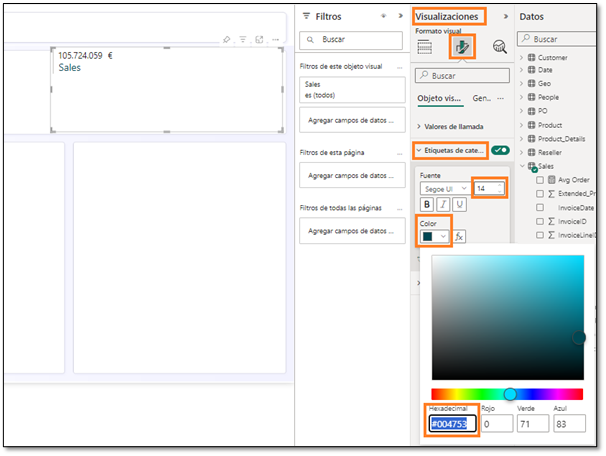 105.724.059 €
Sales
Filtros
Buscar
Filtros de este objeto visual
...
Sales
es (todos)
Agregar campos de datos ...
Filtros de esta página
...
Agregar campos de datos ...
Filtros de todas las páginas
...
Agregar campos de datos ...
Visualizaciones
Formato visual
Buscar
Objeto vis...
Gen...
...
Valores de llamada
Etiquetas de cate...
Fuente
Segoe UI
14
B I U
Color
fx
Hexadecimal
Rojo
Verde
Azul
#004753
0
71
83
Datos
Buscar
Customer
Date
Geo
People
PO
Product
Product_Details
Reseller
Sales
Avg Order
Extended_Pr
InvoiceDate
InvoiceID
InvoiceLineI